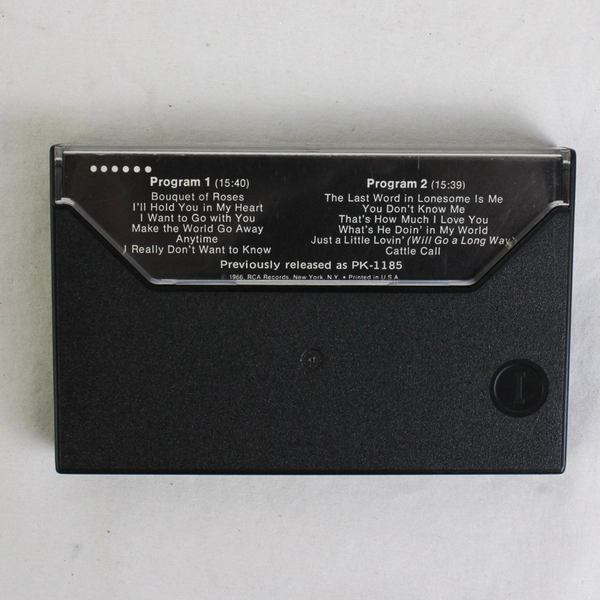 Program 1 (15:40)
Bouquet of Roses
I'll Hold You in My Heart
I Want to Go with You
Make the World Go Away
Anytime
I Really Don't Want to Know
Program 2 (15:39)
The Last Word in Lonesome Is Me
You Don't Know Me
That's How Much I Love You
What's He Doin' in My World
Just a Little Lovin' (Will Go a Long Way)
Cattle Call
Previously released as PK-1185
© 1966, RCA Records, New York, N.Y. • Printed in U.S.A.
1